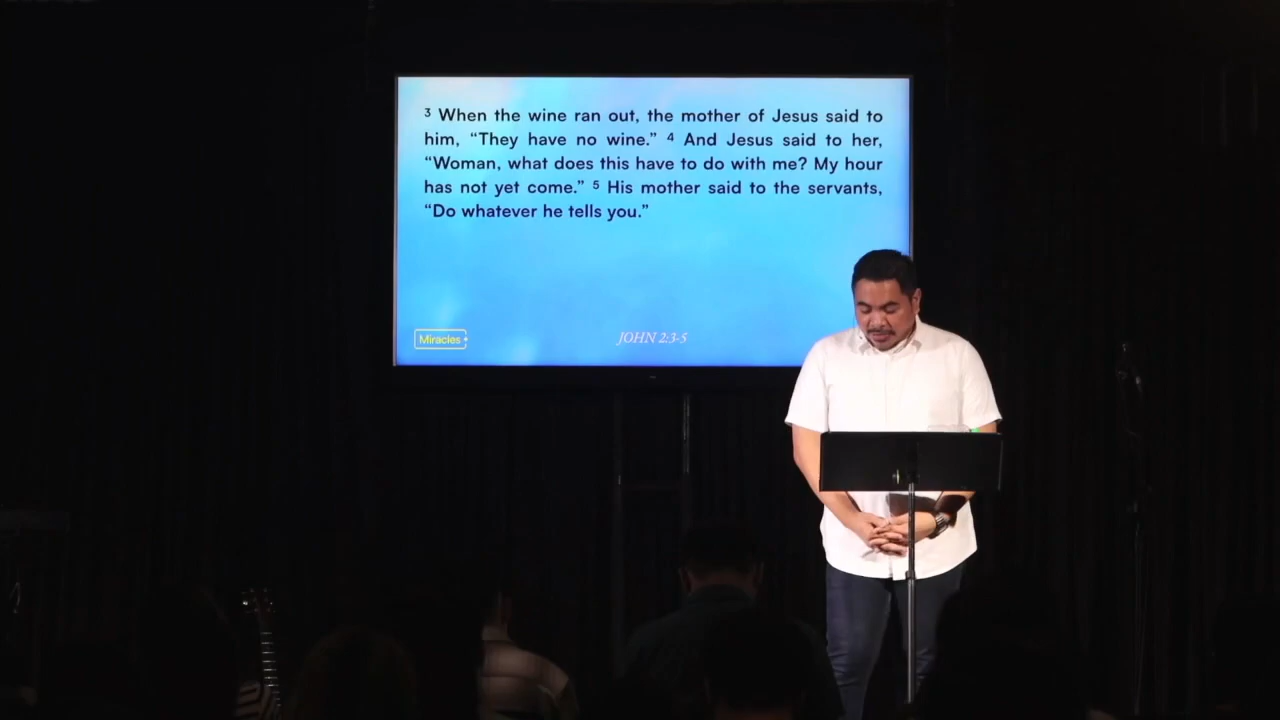 ³ When the wine ran out, the mother of Jesus said to
him, “They have no wine.” ⁴ And Jesus said to her,
“Woman, what does this have to do with me? My hour
has not yet come.” ⁵ His mother said to the servants,
“Do whatever he tells you.”
Miracles
JOHN 2:3-5